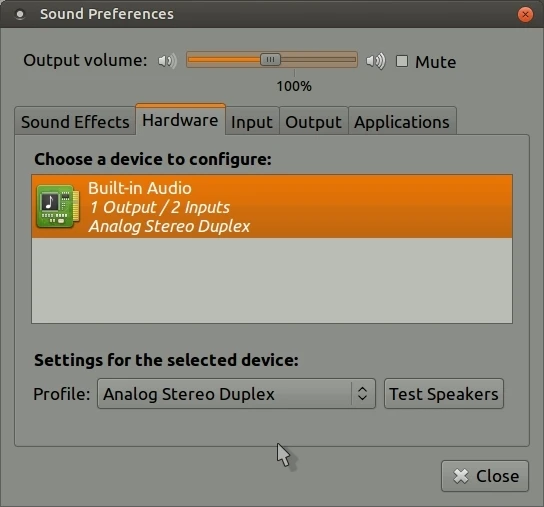 Sound Preferences
Output volume:
Mute
100%
Sound Effects Hardware Input Output Applications
Choose a device to configure:
Built-in Audio
1 Output / 2 Inputs
Analog Stereo Duplex
Settings for the selected device:
Profile: Analog Stereo Duplex Test Speakers
Close